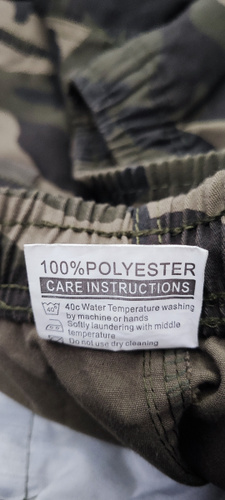 100%POLYESTER
CARE INSTRUCTIONS
40c Water Temperature washing
by machine or hands
Softly laundering with middle
temperature
Do not use dry cleaning